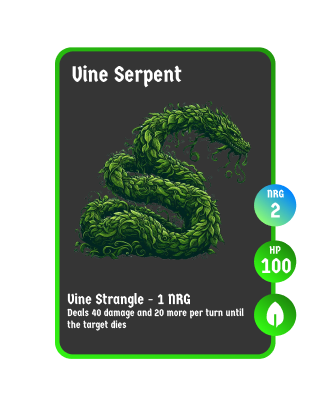 Vine Serpent
NRG
2
HP
100
Vine Strangle - 1 NRG
Deals 40 damage and 20 more per turn until
the target dies